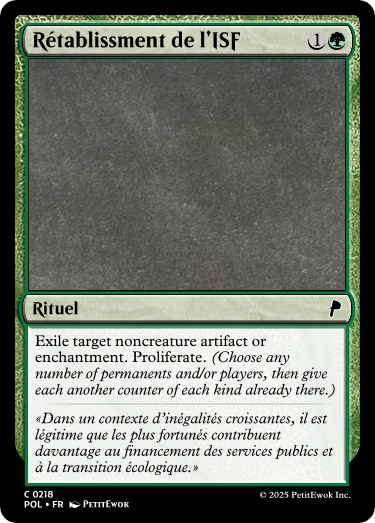 Rétablissment de l'ISF
1
Rituel
Exile target noncreature artifact or
enchantment. Proliferate. (Choose any
number of permanents and/or players, then give
each another counter of each kind already there.)
«Dans un contexte d'inégalités croissantes, il est
légitime que les plus fortunés contribuent
davantage au financement des services publics et
à la transition écologique.»
C 0218
POL • FR PetitEwok
© 2025 PetitEwok Inc.